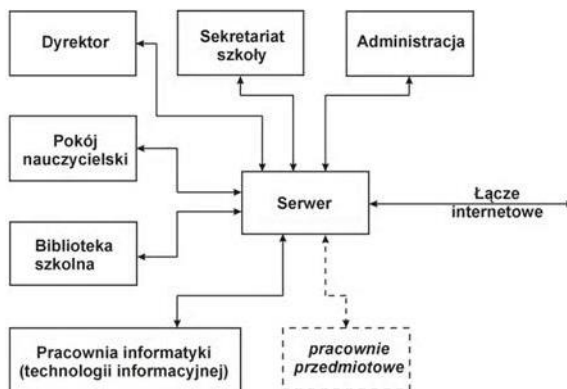 Dyrektor
Sekretariat
szkoły
Administracja
Pokój
nauczycielski
Serwer
Łącze
internetowe
Biblioteka
szkolna
Pracownia informatyki
(technologii informacyjnej)
pracownie
przedmiotowe